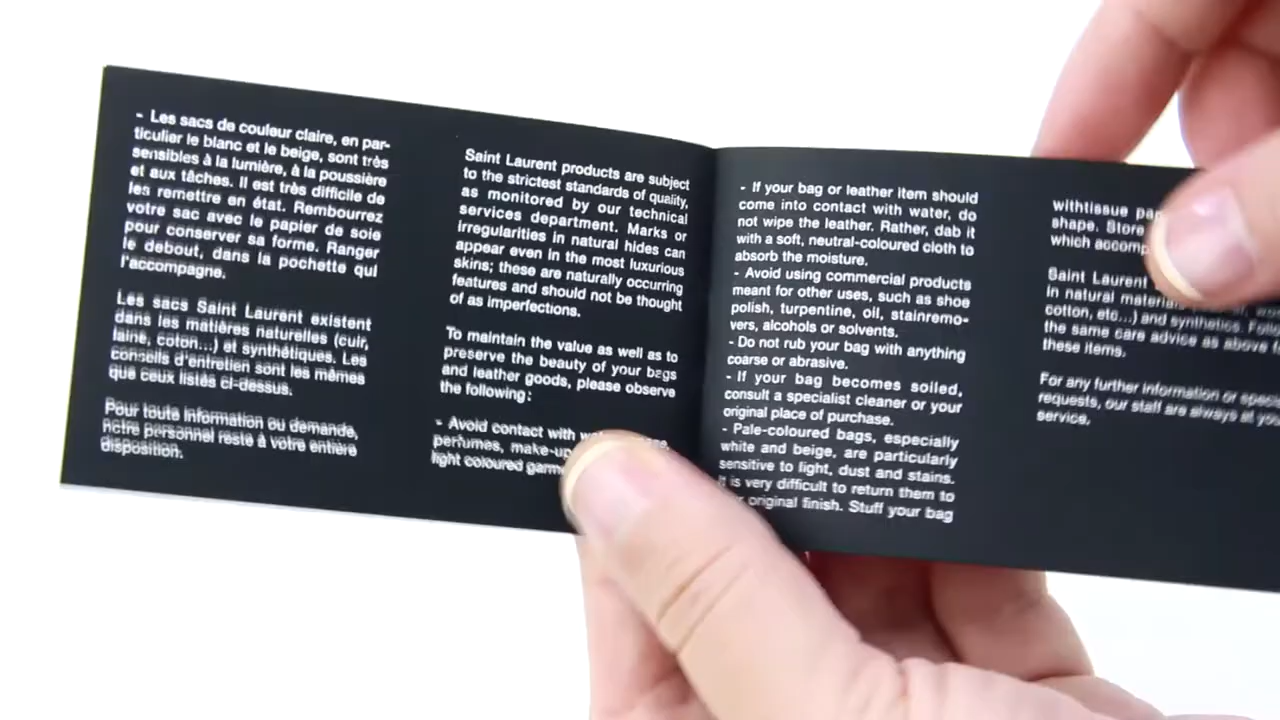 - Les sacs de couleur claire, en par-
ticulier le blanc et le beige, sont très
sensibles à la lumière, à la poussière
et aux tâches. Il est très difficile de
les remettre en état. Rembourrez
votre sac avec le papier de soie
pour conserver sa forme. Ranger
le debout, dans la pochette qui
l'accompagne.
Les sacs Saint Laurent existent
dans les matières naturelles (cuir,
laine, coton...) et synthétiques. Les
conseils d'entretien sont les mêmes
que ceux listés ci-dessus.
Pour toute information ou demande,
notre personnel reste à votre entière
disposition.
Saint Laurent products are subject
to the strictest standards of quality,
as monitored by our technical
services department. Marks or
irregularities in natural hides can
appear even in the most luxurious
skins; these are naturally occurring
features and should not be thought
of as imperfections.
To maintain the value as well as to
preserve the beauty of your bags
and leather goods, please observe
the following:
- Avoid contact with
perfumes, make-up
light coloured
- If your bag or leather item should
come into contact with water, do
not wipe the leather. Rather, dab it
with a soft, neutral-coloured cloth to
absorb the moisture.
- Avoid using commercial products
meant for other uses, such as shoe
polish, turpentine, oil, stainremo-
vers, alcohols or solvents.
- Do not rub your bag with anything
coarse or abrasive.
- If your bag becomes soiled,
consult a specialist cleaner or your
original place of purchase.
- Pale-coloured bags, especially
white and beige, are particularly
sensitive to light, dust and stains.
It is very difficult to return them to
original finish. Stuff your bag
withtissue
shape. Store
which
Saint Laurent
in natural
cotton, etc...) and synthetics.
the same care advice as above
these items.
For any further information or
requests, our staff are always at
service.